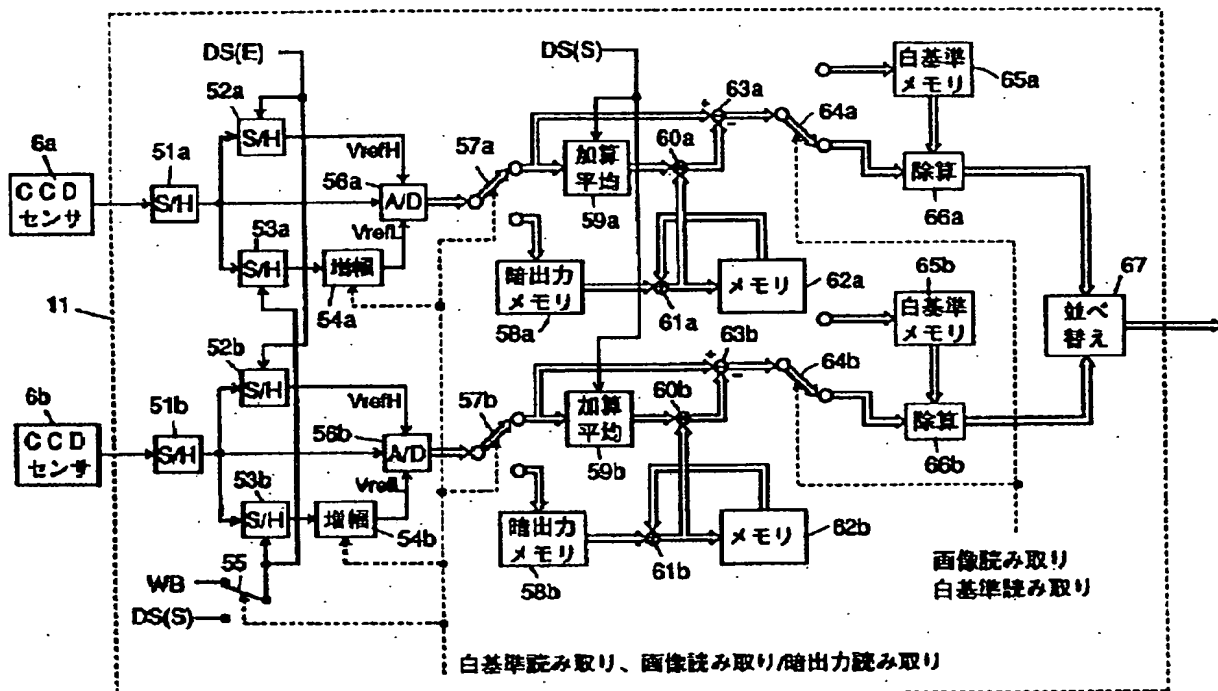 DS(E)
DS(S)
52a
S/H
6a
CCD
センサ
51a
S/H
VrefH
56a
A/D
VrefL
53a
S/H
増幅
54a
57a
加算
平均
59a
60a
63a
64a
白基準
メモリ
65a
除算
66a
暗出力
メモリ
58a
61a
メモリ
62a
11
52b
S/H
6b
CCD
センサ
51b
S/H
VrefH
56b
A/D
VrefL
53b
S/H
増幅
54b
57b
加算
平均
59b
60b
63b
64b
65b
白基準
メモリ
除算
66b
67
並べ
替え
暗出力
メモリ
58b
61b
メモリ
62b
WB
55
DS(S)
画像読み取り
白基準読み取り
白基準読み取り、画像読み取り/暗出力読み取り